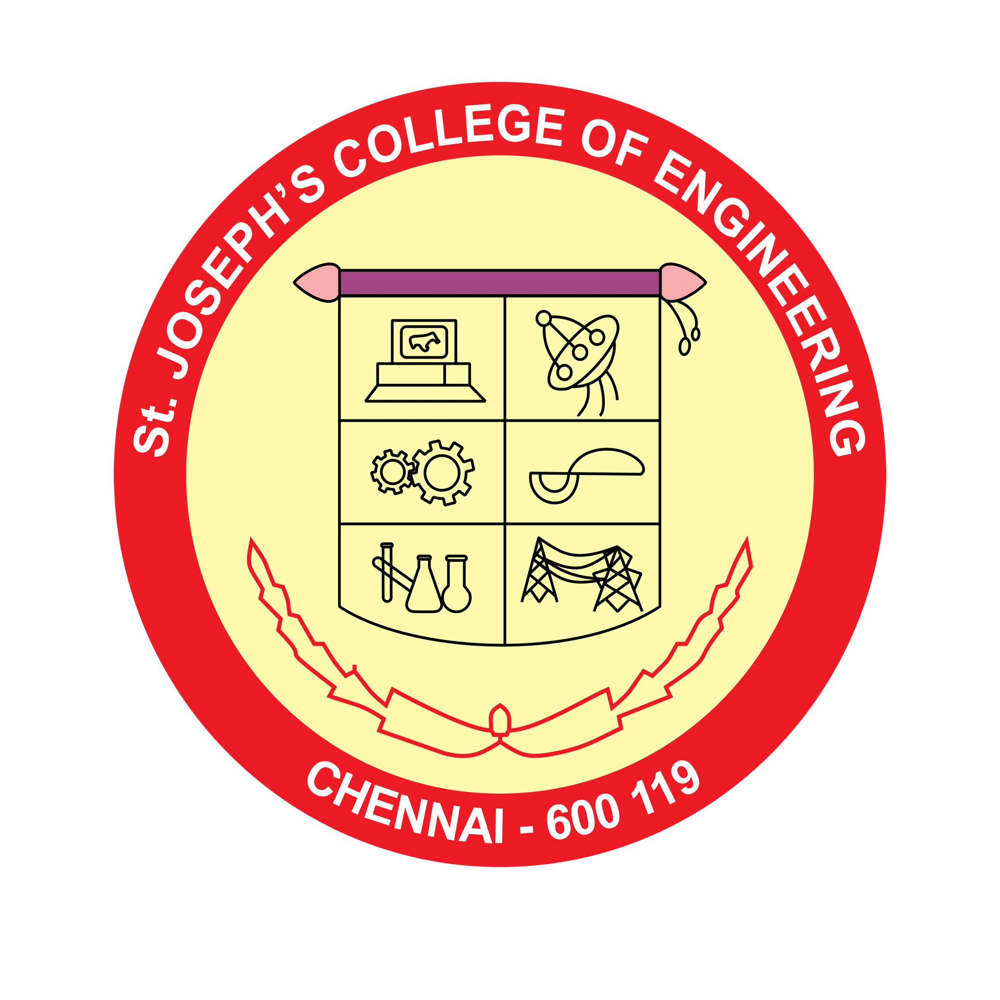 St. JOSEPH'S COLLEGE OF ENGINEERING
CHENNAI - 600 119